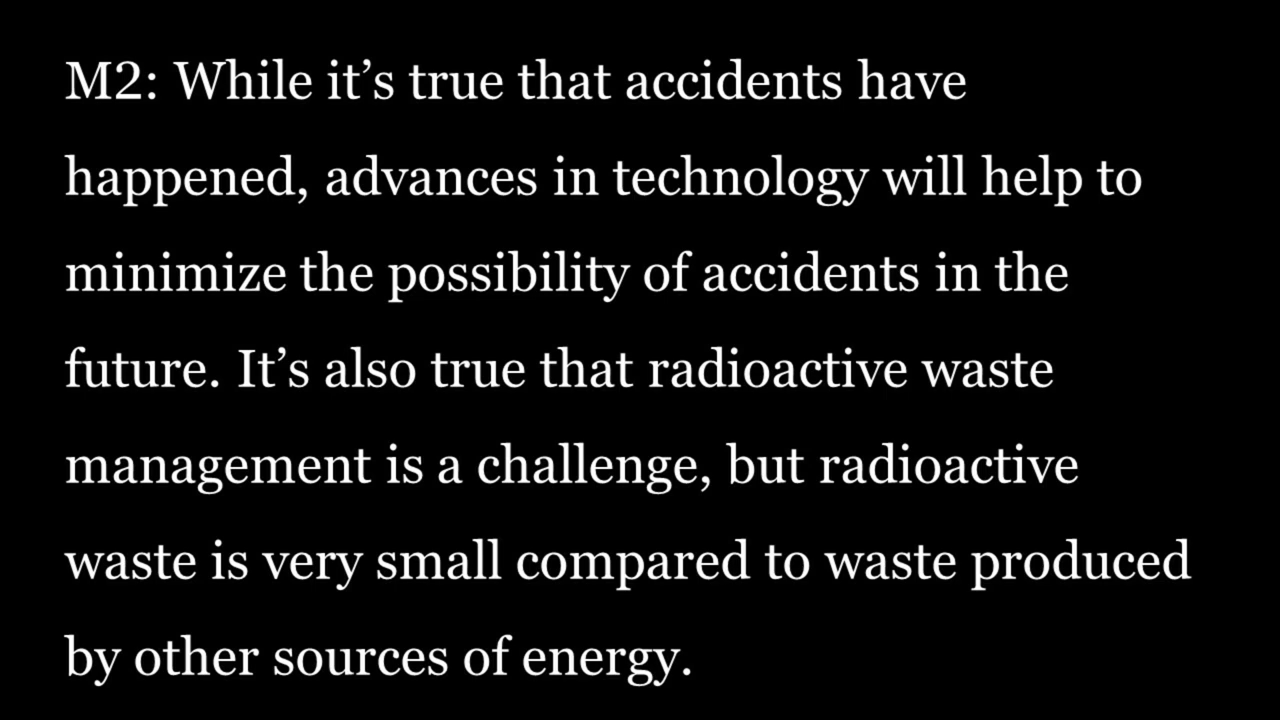 M2: While it’s true that accidents have
happened, advances in technology will help to
minimize the possibility of accidents in the
future. It’s also true that radioactive waste
management is a challenge, but radioactive
waste is very small compared to waste produced
by other sources of energy.